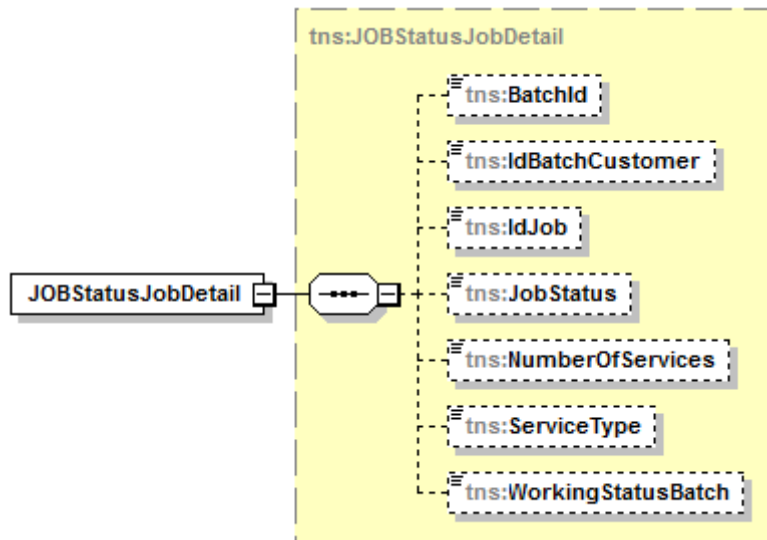 tns:JOBStatusJobDetail
tns:BatchId
tns:IdBatchCustomer
tns:IdJob
JOBStatusJobDetail
tns:JobStatus
tns:NumberOfServices
tns:ServiceType
tns:WorkingStatusBatch